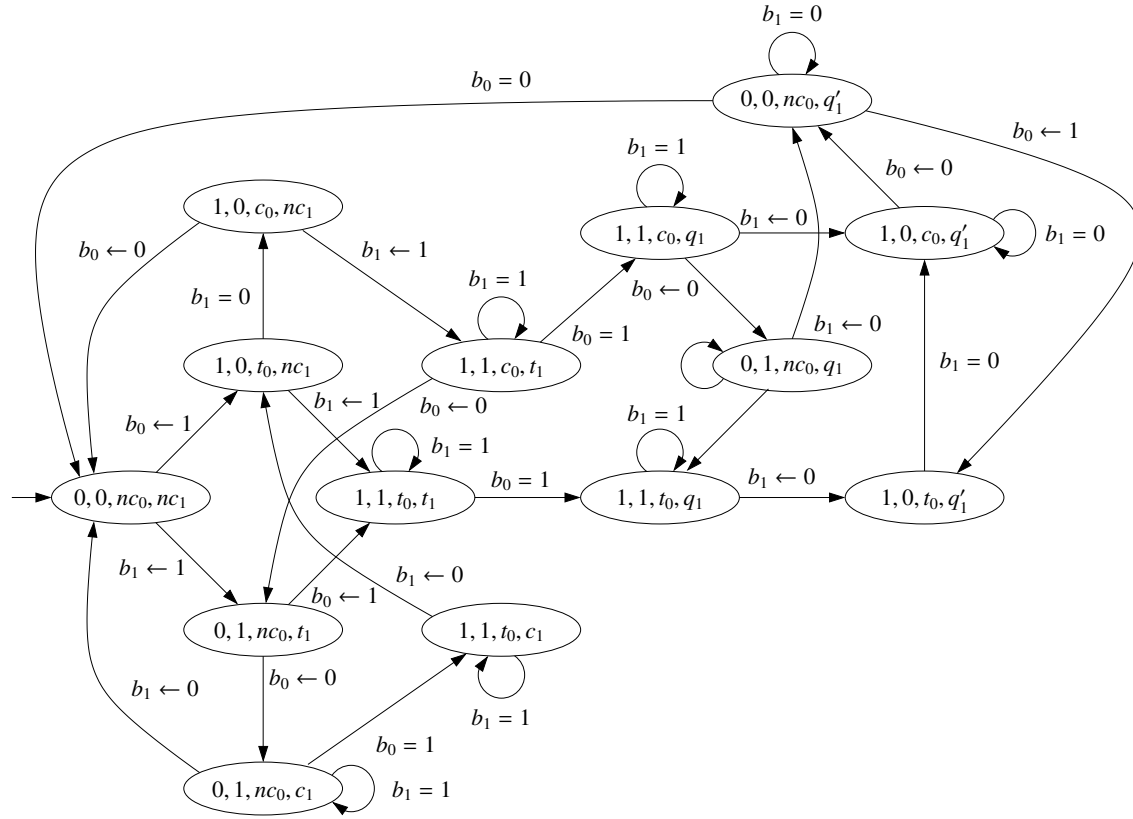 b₁ = 0
b₀ = 0
0, 0, nc₀, q′₁
b₀ ← 1
b₁ = 1
b₀ ← 0
1, 0, c₀, nc₁
1, 1, c₀, q₁
b₁ ← 0
1, 0, c₀, q′₁
b₁ = 0
b₀ ← 0
b₁ ← 1
b₁ = 1
b₀ ← 0
b₁ = 0
b₀ = 1
b₁ ← 0
1, 0, t₀, nc₁
1, 1, c₀, t₁
0, 1, nc₀, q₁
b₁ = 0
b₁ ← 1
b₀ ← 0
b₀ ← 1
b₁ = 1
b₁ = 1
0, 0, nc₀, nc₁
1, 1, t₀, t₁
b₀ = 1
1, 1, t₀, q₁
b₁ ← 0
1, 0, t₀, q′₁
b₁ ← 1
b₀ ← 1
b₁ ← 0
0, 1, nc₀, t₁
1, 1, t₀, c₁
b₁ ← 0
b₀ ← 0
b₁ = 1
b₀ = 1
0, 1, nc₀, c₁
b₁ = 1